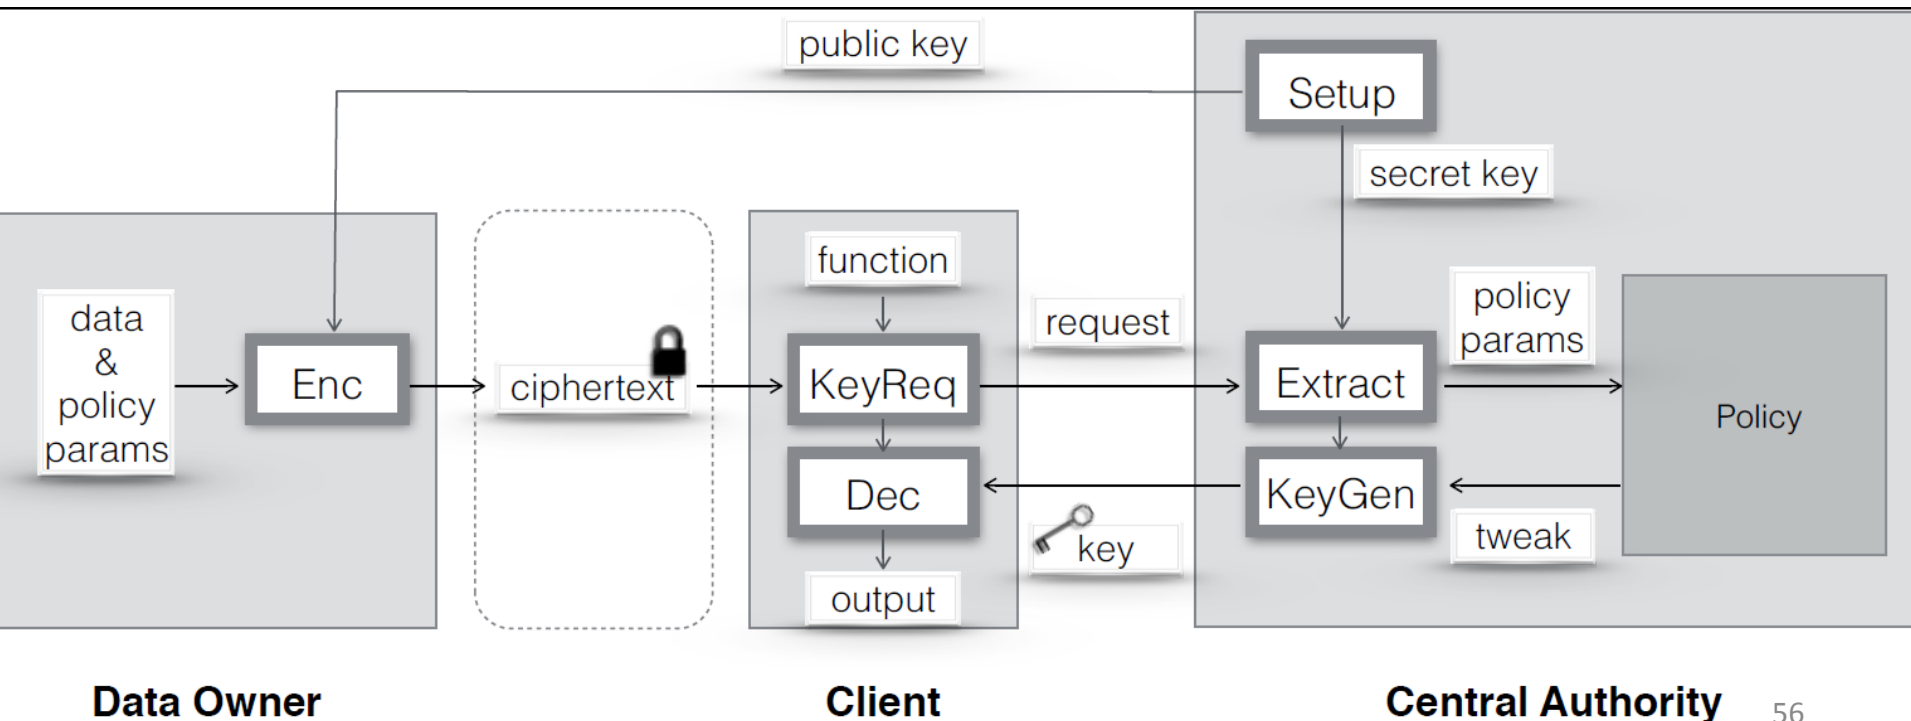 public key
Setup
secret key
function
data
&
policy
params
Enc
ciphertext
KeyReq
request
Extract
policy
params
Policy
Dec
key
KeyGen
tweak
output
Data Owner
Client
Central Authority
56